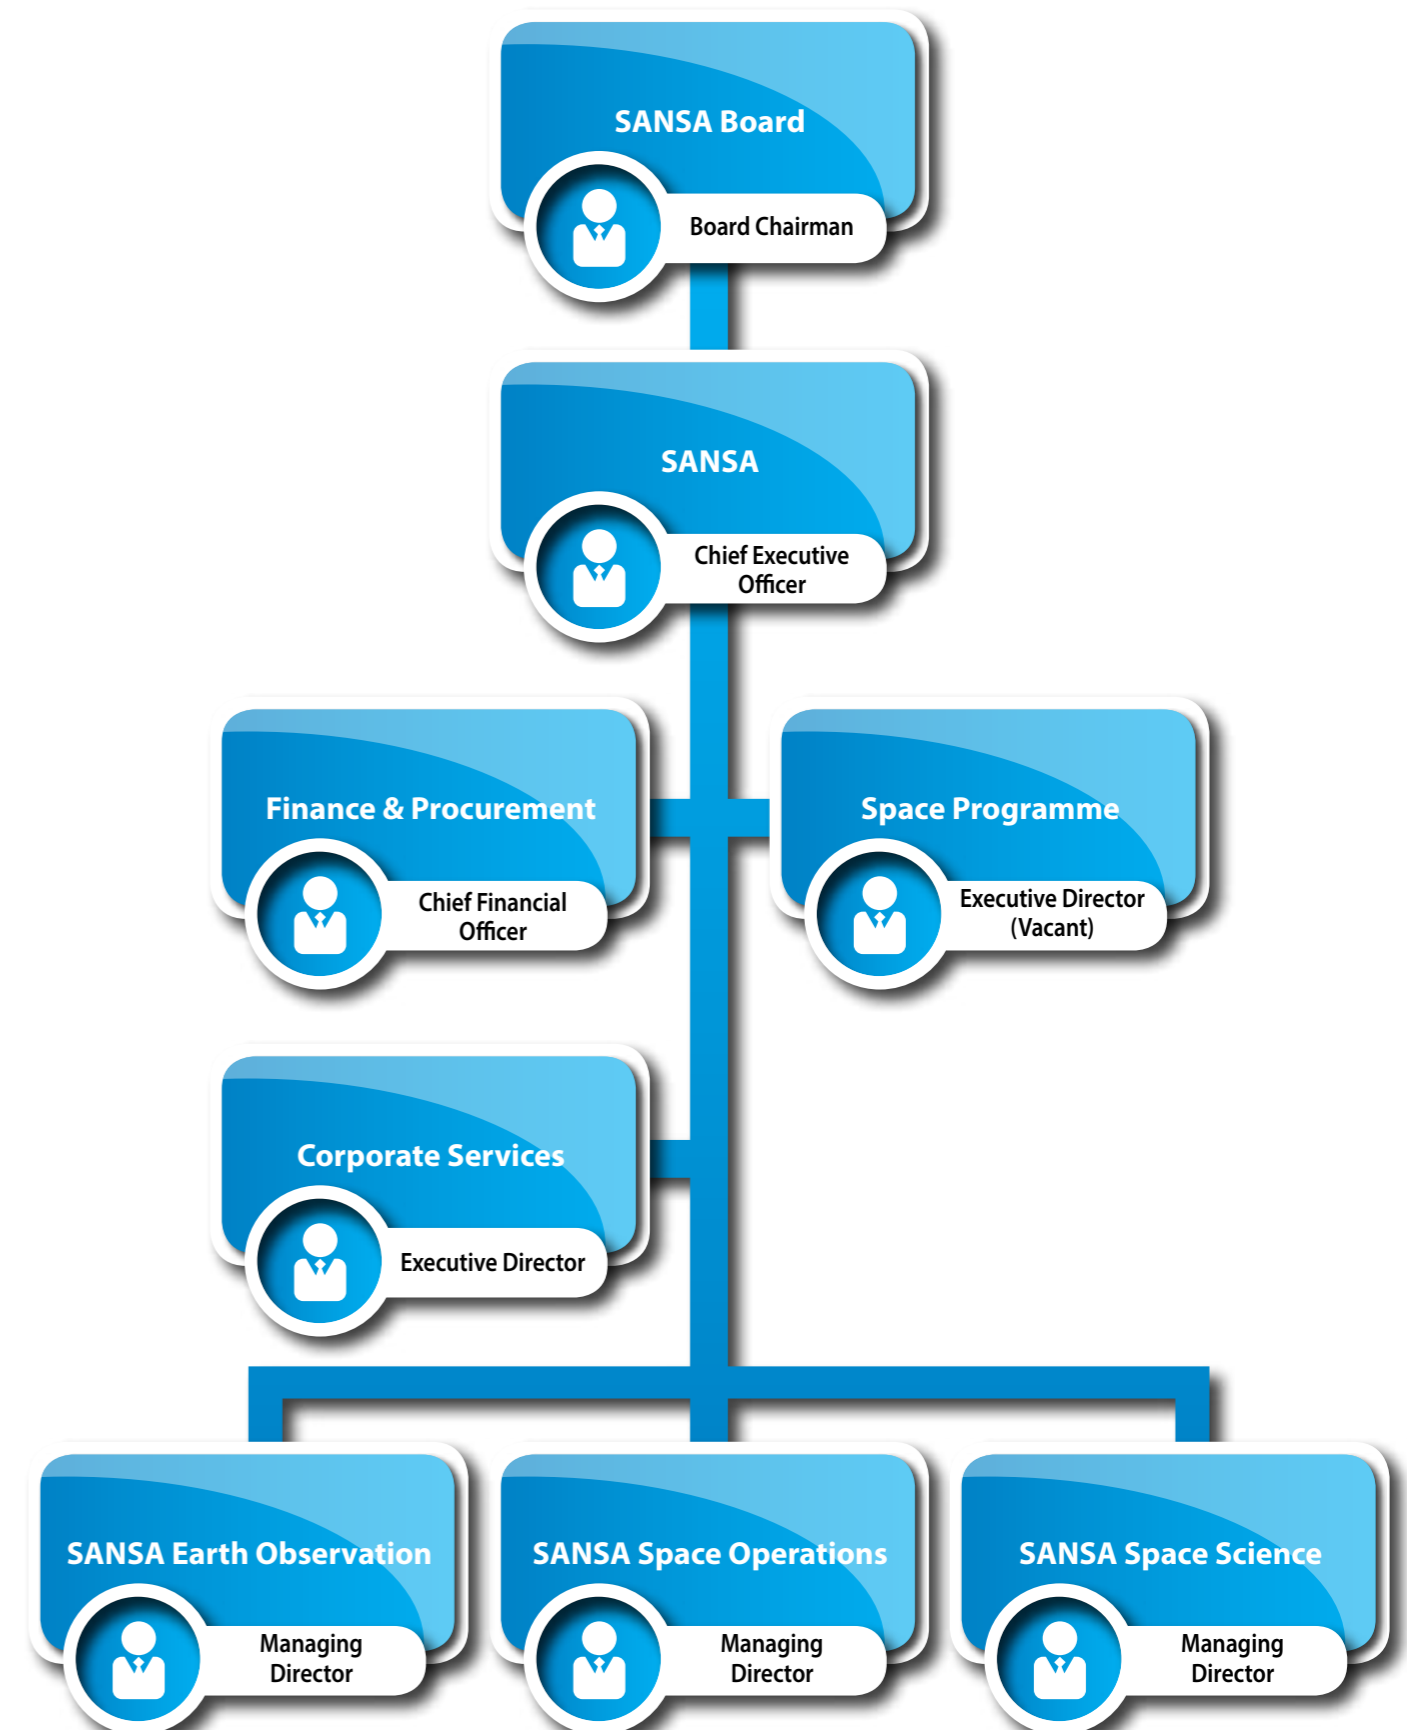 SANSA Board
Board Chairman
SANSA
Chief Executive
Officer
Finance & Procurement
Chief Financial
Officer
Space Programme
Executive Director
(Vacant)
Corporate Services
Executive Director
SANSA Earth Observation
Managing
Director
SANSA Space Operations
Managing
Director
SANSA Space Science
Managing
Director